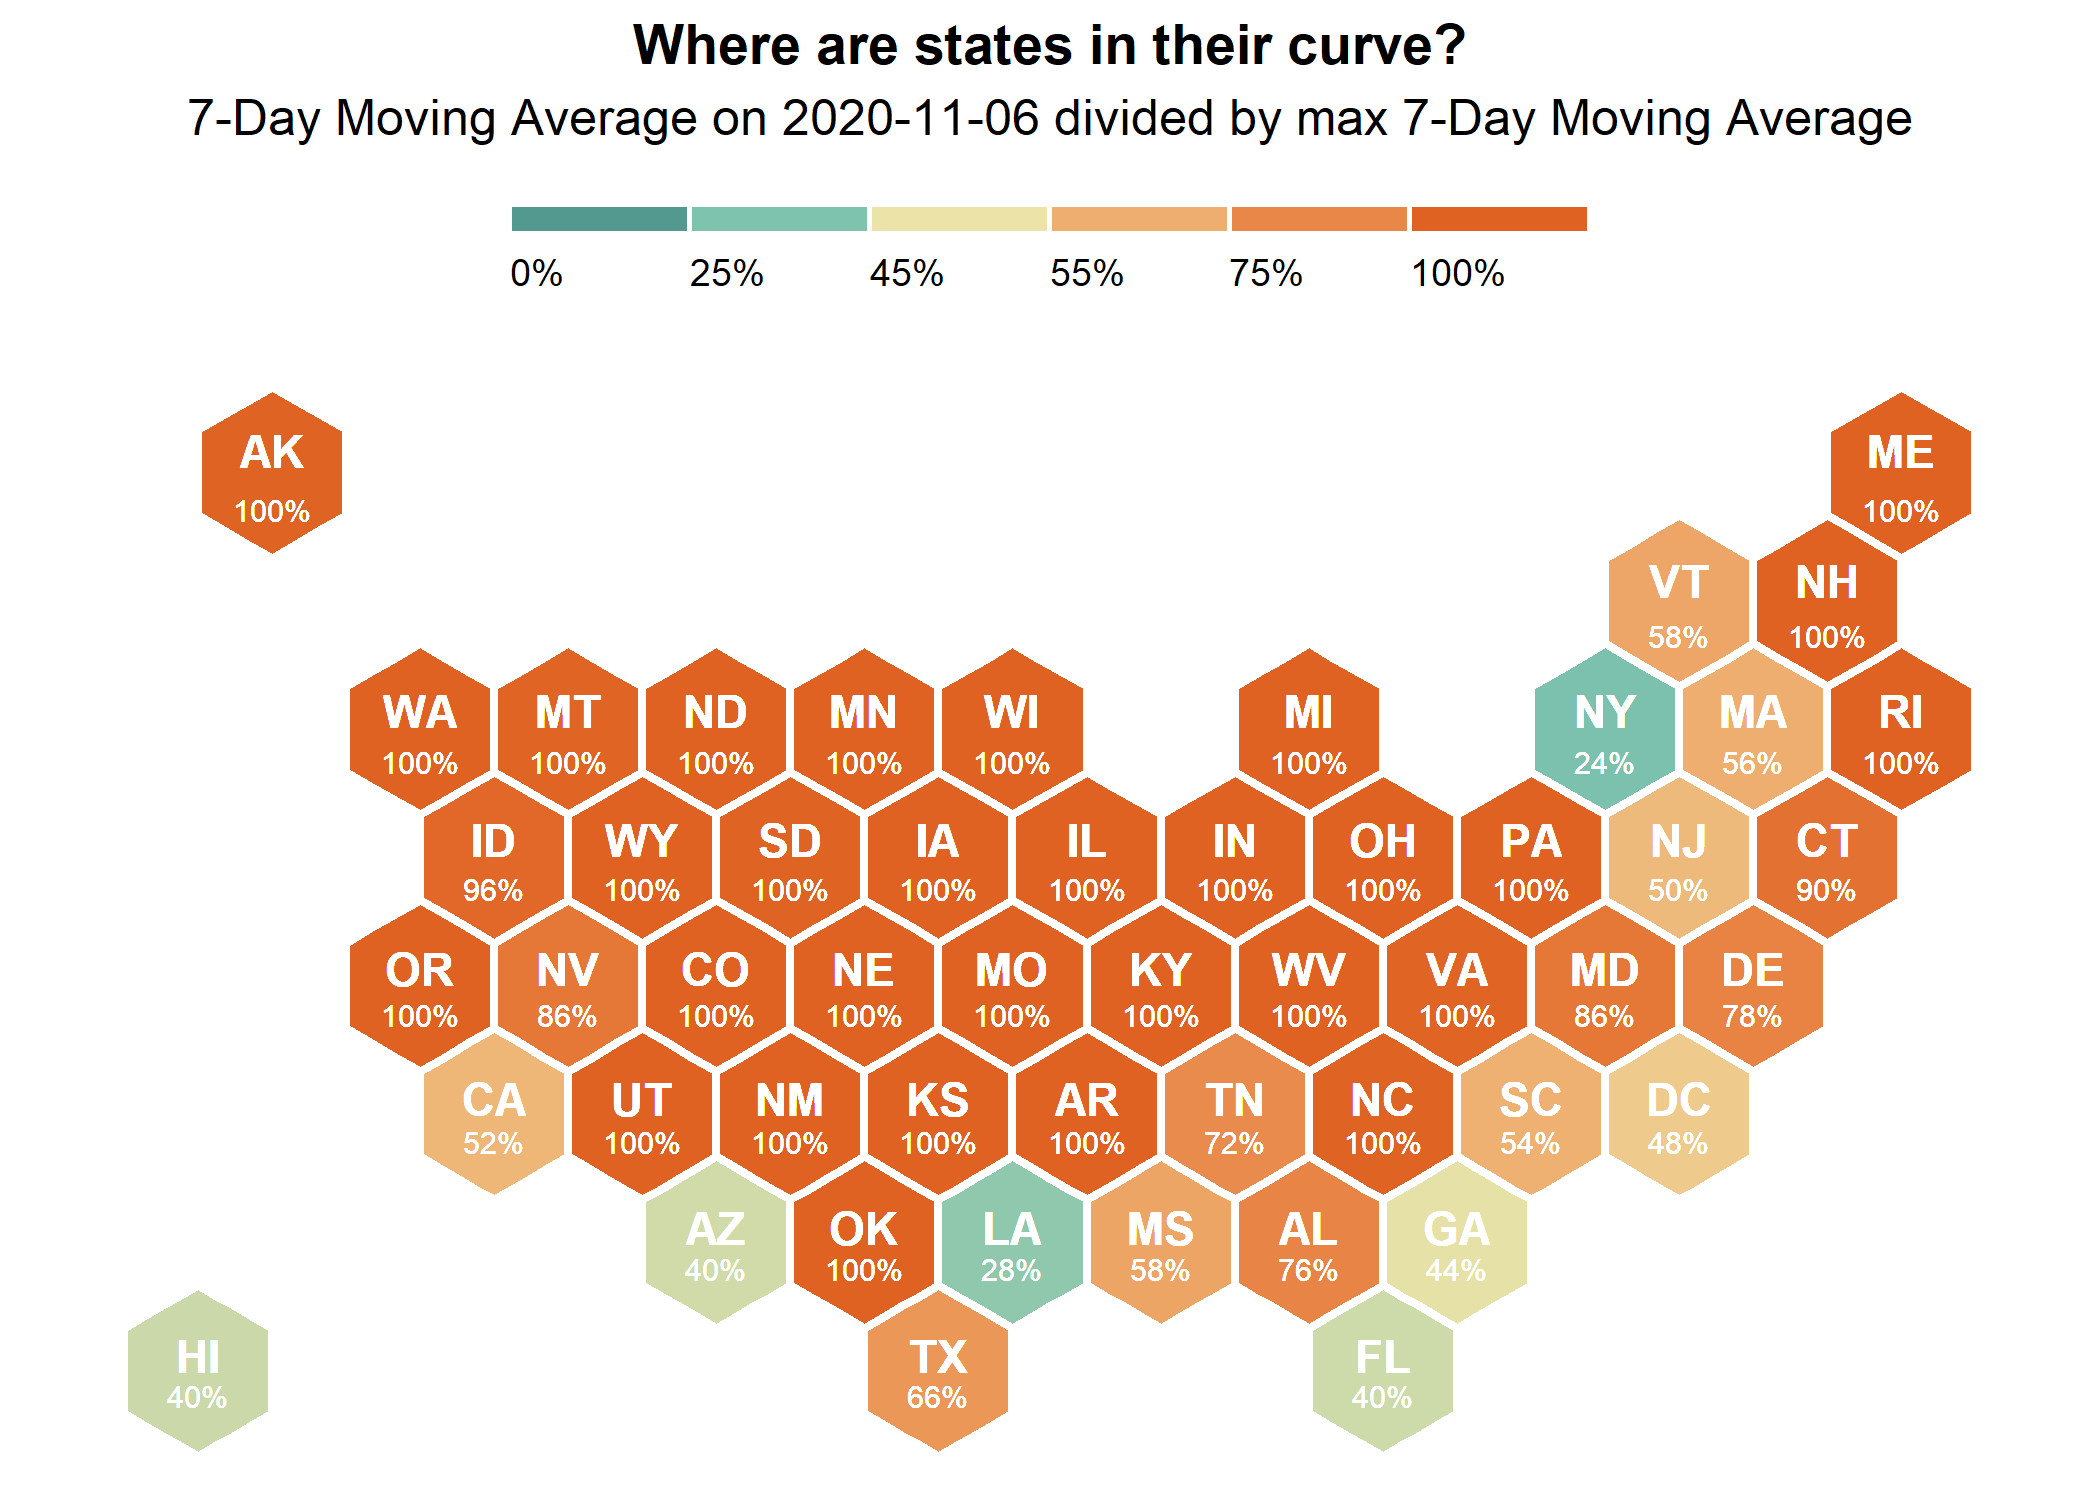 Where are states in their curve?
7-Day Moving Average on 2020-11-06 divided by max 7-Day Moving Average
0% 25% 45% 55% 75% 100%
AK ME
100% 100%
VT NH
58% 100%
WA MT ND MN WI MI NY MA RI
100% 100% 100% 100% 100% 100% 24% 56% 100%
ID WY SD IA IL IN OH PA NJ CT
96% 100% 100% 100% 100% 100% 100% 100% 50% 90%
OR NV CO NE MO KY WV VA MD DE
100% 86% 100% 100% 100% 100% 100% 100% 86% 78%
CA UT NM KS AR TN NC SC DC
52% 100% 100% 100% 100% 72% 100% 54% 48%
AZ OK LA MS AL GA
40% 100% 28% 58% 76% 44%
HI TX FL
40% 66% 40%